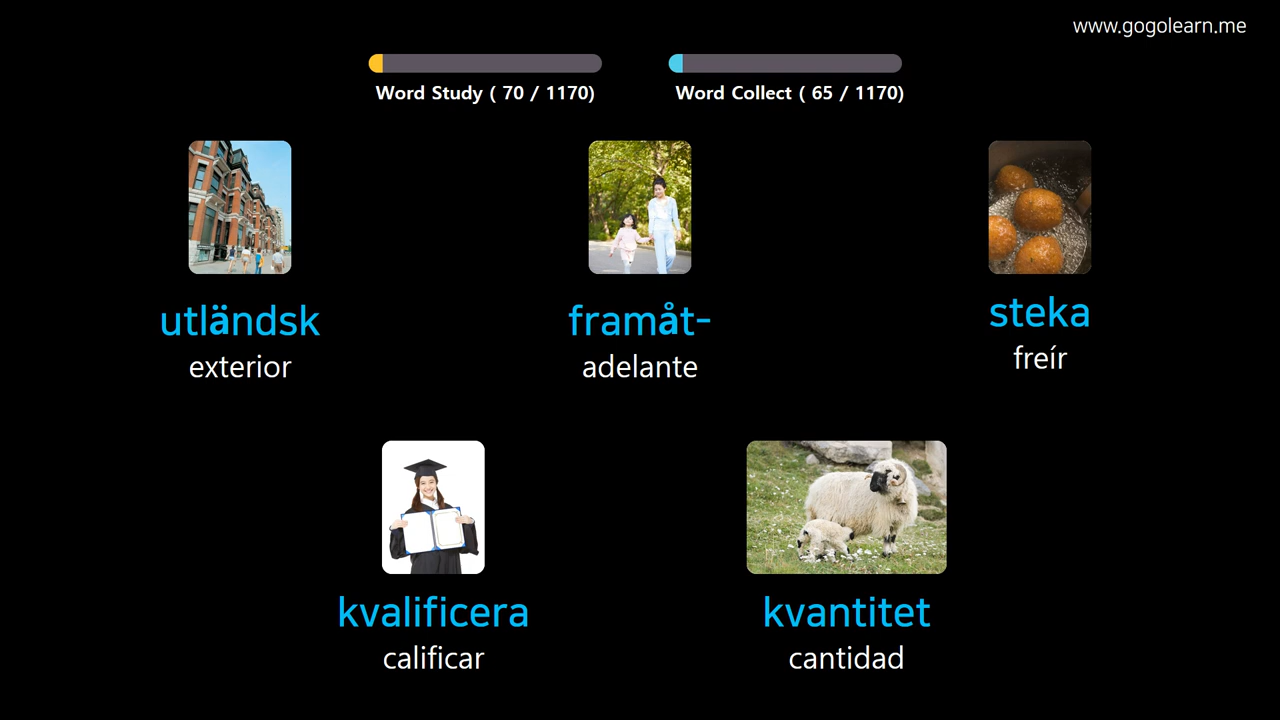 www.gogolearn.me
Word Study ( 70 / 1170)
Word Collect ( 65 / 1170)
utländsk
exterior
framåt-
adelante
steka
freír
kvalificera
calificar
kvantitet
cantidad